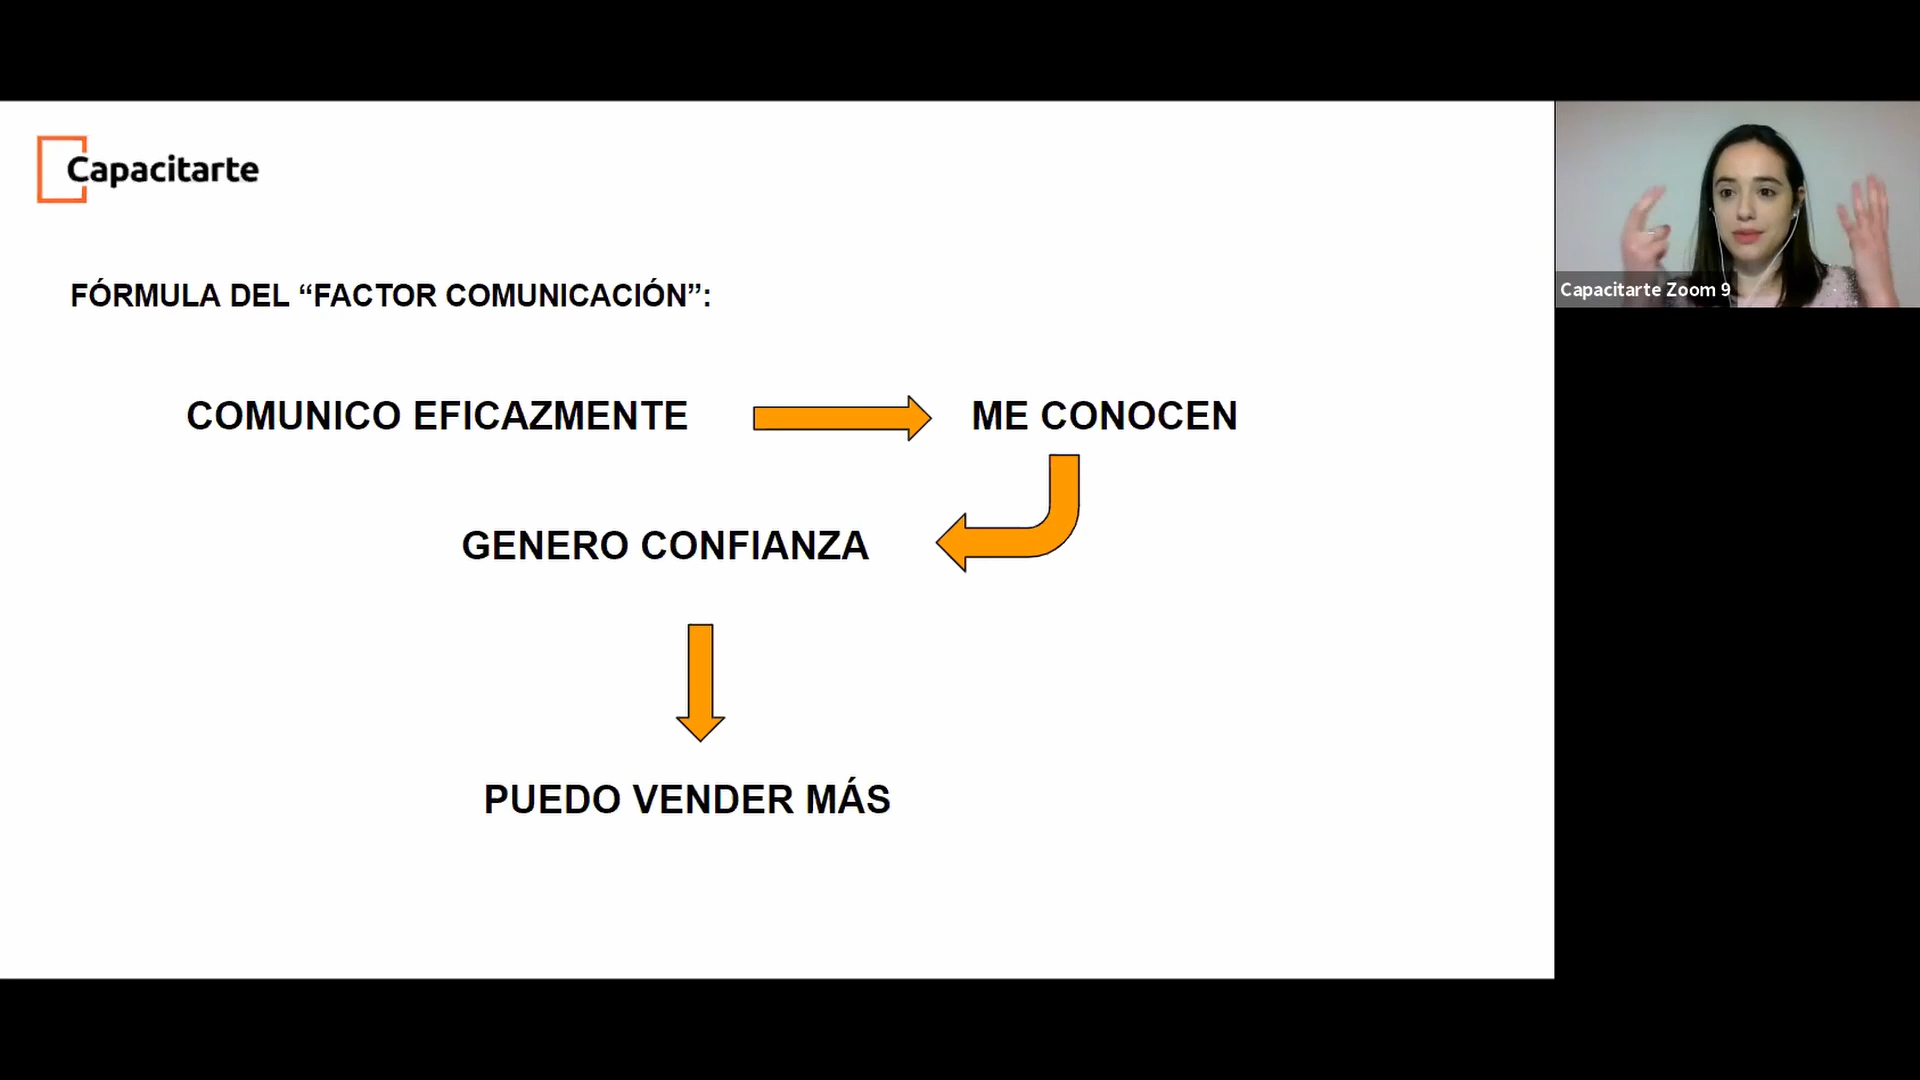 Capacitarte
FÓRMULA DEL “FACTOR COMUNICACIÓN”:
COMUNICO EFICAZMENTE
ME CONOCEN
GENERO CONFIANZA
PUEDO VENDER MÁS
Capacitarte Zoom 9